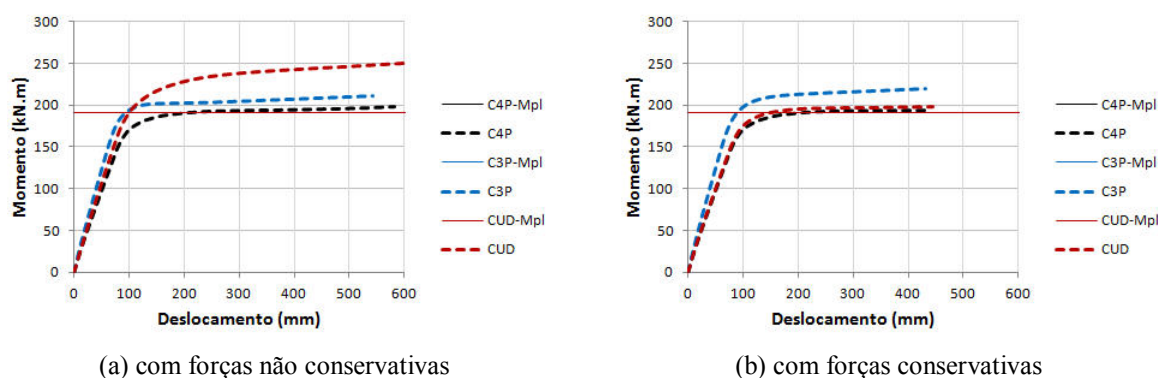 Momento (kN.m)
300
250
200
150
100
50
0
0 100 200 300 400 500 600
Deslocamento (mm)
C4P-Mpl
C4P
C3P-Mpl
C3P
CUD-Mpl
CUD
(a) com forças não conservativas
Momento (kN.m)
300
250
200
150
100
50
0
0 100 200 300 400 500 600
Deslocamento (mm)
C4P-Mpl
C4P
C3P-Mpl
C3P
CUD-Mpl
CUD
(b) com forças conservativas